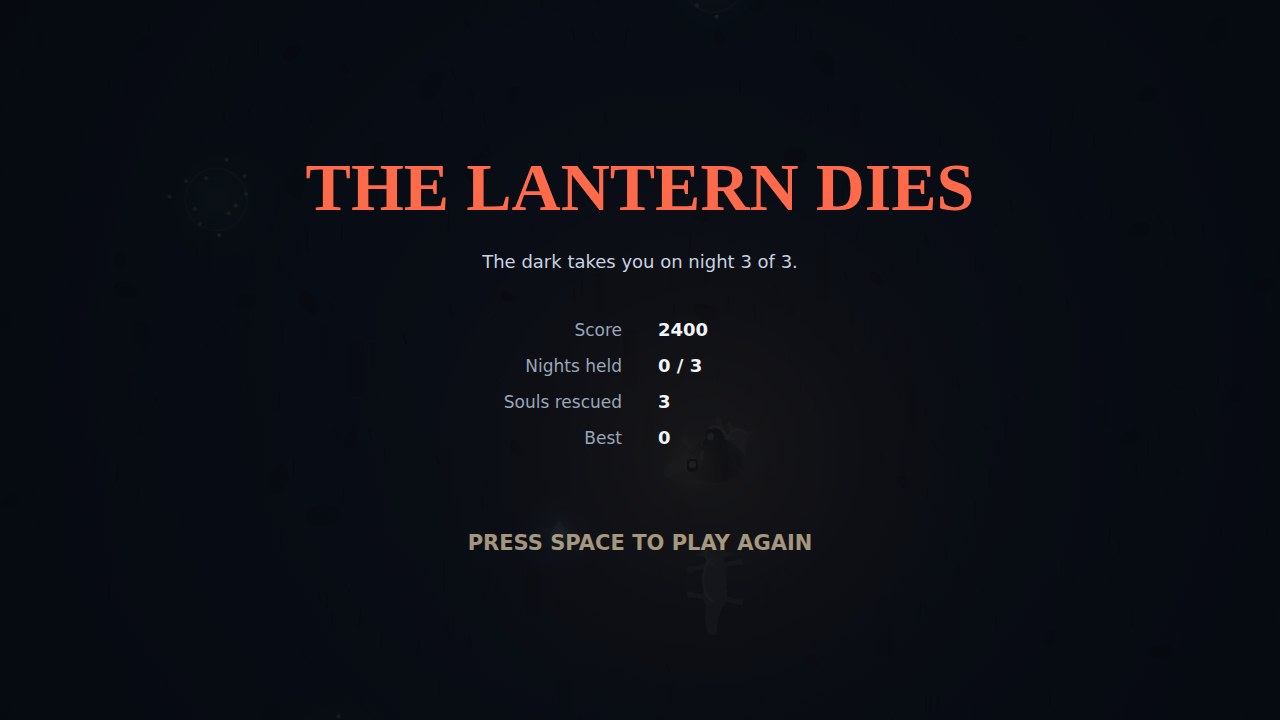 THE LANTERN DIES
The dark takes you on night 3 of 3.
Score 2400
Nights held 0 / 3
Souls rescued 3
Best 0
PRESS SPACE TO PLAY AGAIN